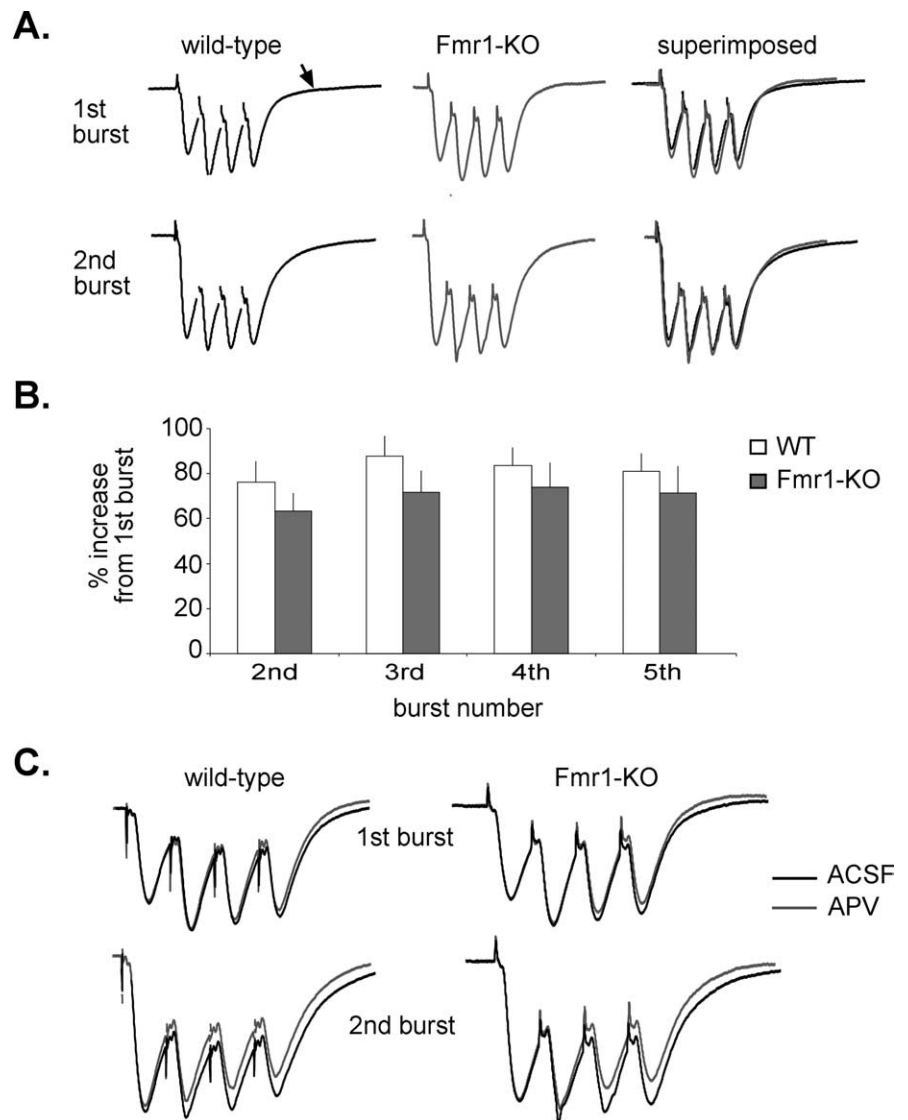 A.
wild-type Fmr1-KO superimposed
1st
burst
2nd
burst
B.
% increase
from 1st burst
100
80
60
40
20
0
2nd 3rd 4th 5th
burst number
WT
Fmr1-KO
C.
wild-type Fmr1-KO
1st burst
ACSF
APV
2nd burst